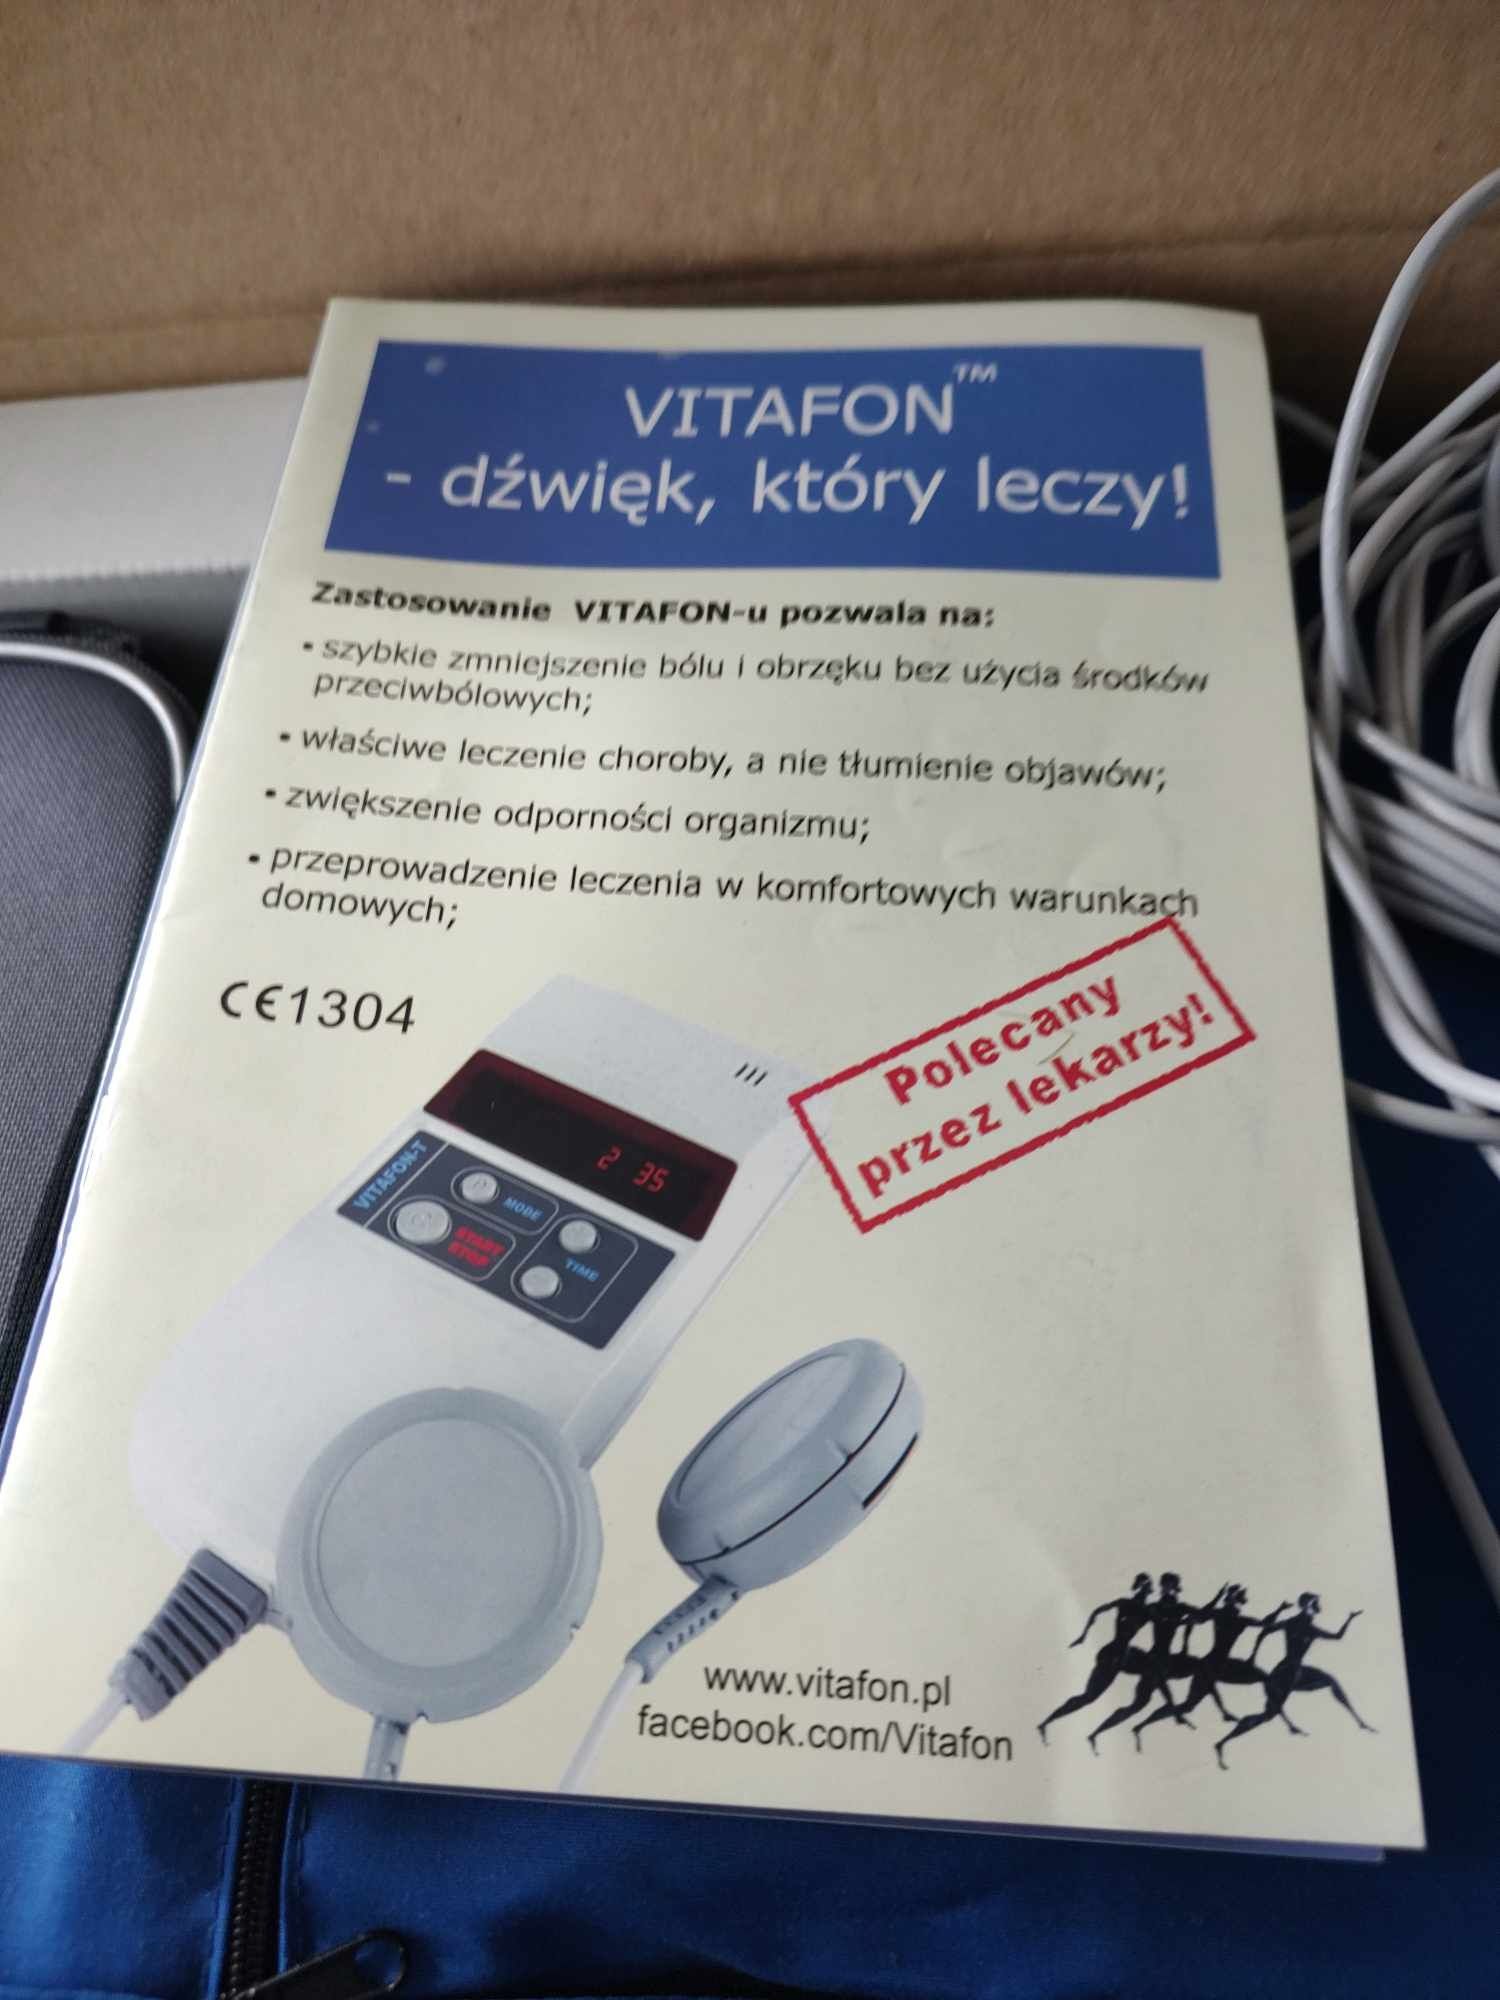 VITAFON™
- dźwięk, który leczy!
Zastosowanie VITAFON-u pozwala na:
• szybkie zmniejszenie bólu i obrzęku bez użycia środków
przeciwbólowych;
• właściwe leczenie choroby, a nie tłumienie objawów;
• zwiększenie odporności organizmu;
• przeprowadzenie leczenia w komfortowych warunkach
domowych;
CE1304
Polecany
przez lekarzy!
2 35
VITAFON-T
MODE
START
STOP
TIME
www.vitafon.pl
facebook.com/Vitafon